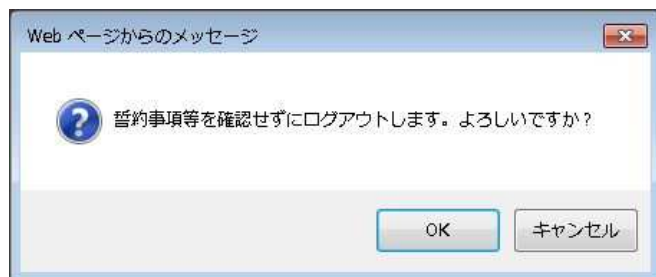 Web ページからのメッセージ
誓約事項等を確認せずにログアウトします。よろしいですか?
OK
キャンセル